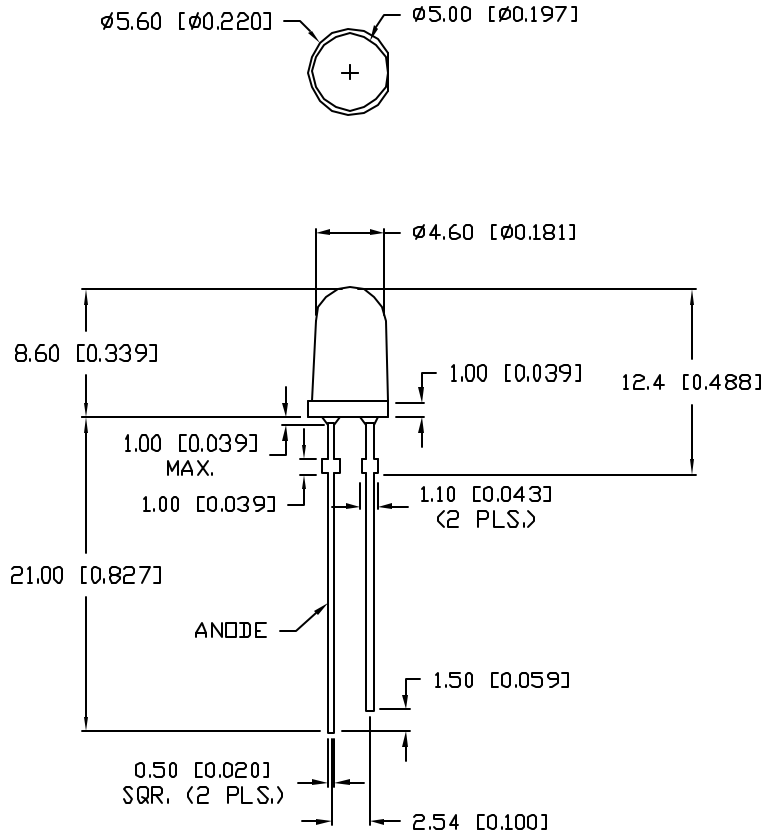 Ø5.60 [Ø0.220]
Ø5.00 [Ø0.197]
Ø4.60 [Ø0.181]
8.60 [0.339]
1.00 [0.039]
12.4 [0.488]
1.00 [0.039]
MAX.
1.00 [0.039]
1.10 [0.043]
(2 PLS.)
21.00 [0.827]
ANODE
1.50 [0.059]
0.50 [0.020]
SQR. (2 PLS.)
2.54 [0.100]